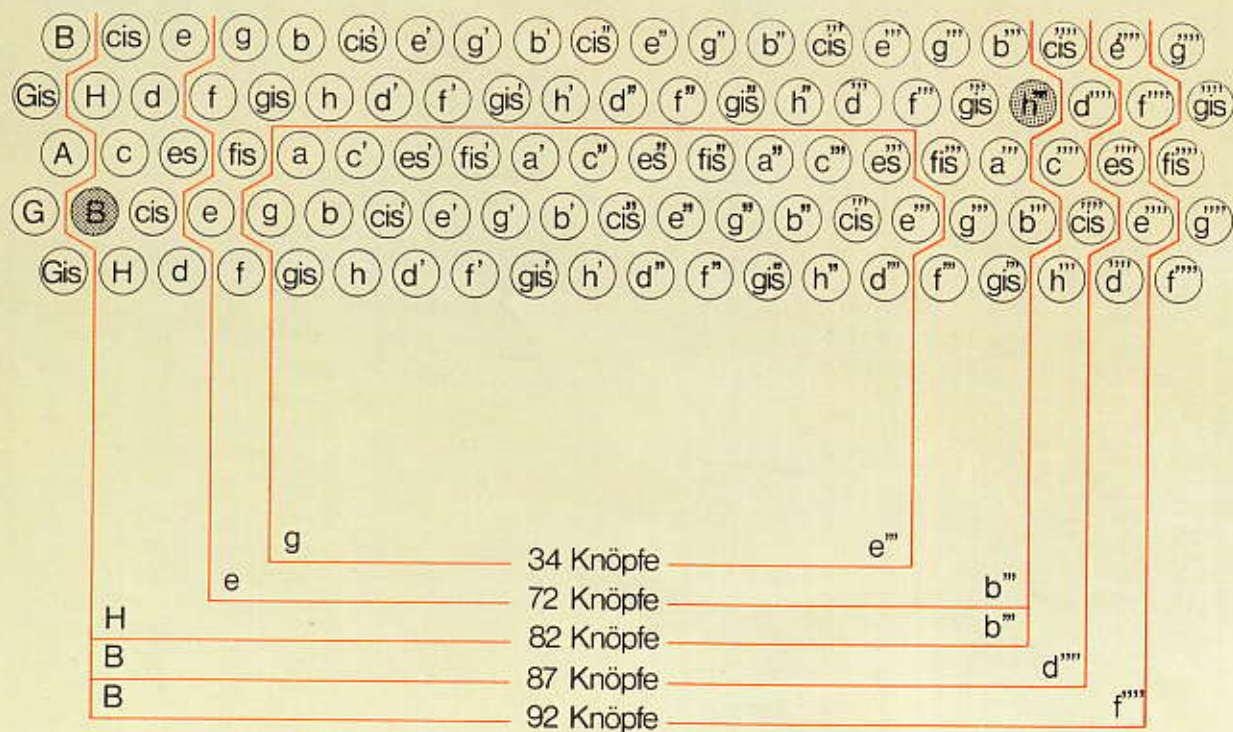 B cis e g b cis' e' g' b' cis'' e'' g'' b'' cis''' e''' g''' b''' cis'''' e'''' g''''
Gis H d f gis h d' f' gis' h' d'' f'' gis'' h'' d''' f''' gis''' h''' d'''' f'''' gis''''
A c es fis a c' es' fis' a' c'' es'' fis'' a'' c''' es''' fis''' a''' c'''' es'''' fis''''
G B cis e g b cis' e' g' b' cis'' e'' g'' b'' cis''' e''' g''' b''' cis'''' e'''' g''''
Gis H d f gis h d' f' gis' h' d'' f'' gis'' h'' d''' f''' gis''' h''' d'''' f''''
g 34 Knöpfe e'''
e 72 Knöpfe b'''
H 82 Knöpfe b'''
B 87 Knöpfe d''''
B 92 Knöpfe f''''